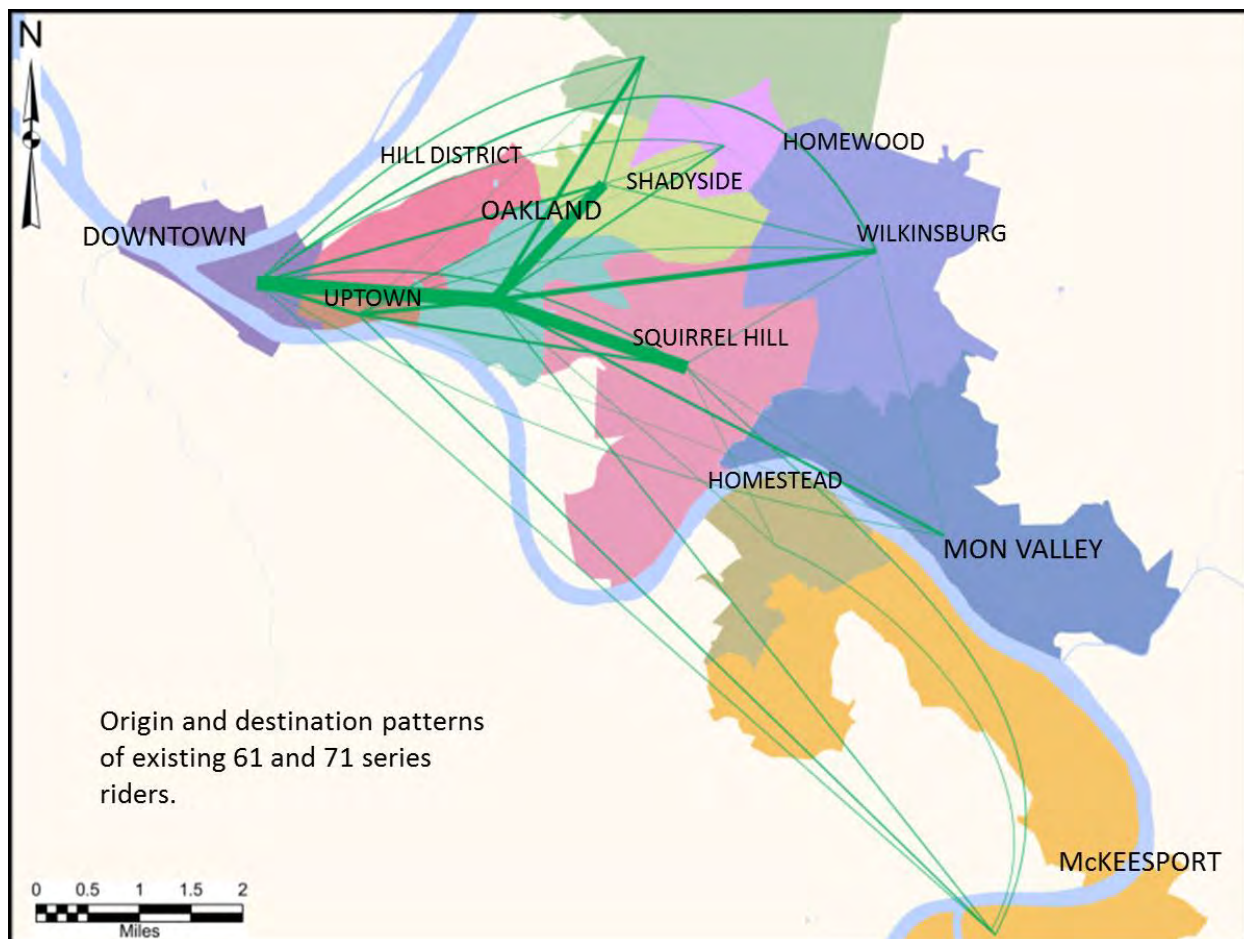 N
HOMEWOOD
HILL DISTRICT
SHADYSIDE
OAKLAND
DOWNTOWN
WILKINSBURG
UPTOWN
SQUIRREL HILL
HOMESTEAD
MON VALLEY
Origin and destination patterns
of existing 61 and 71 series
riders.
McKEESPORT
0 0.5 1 1.5 2
Miles